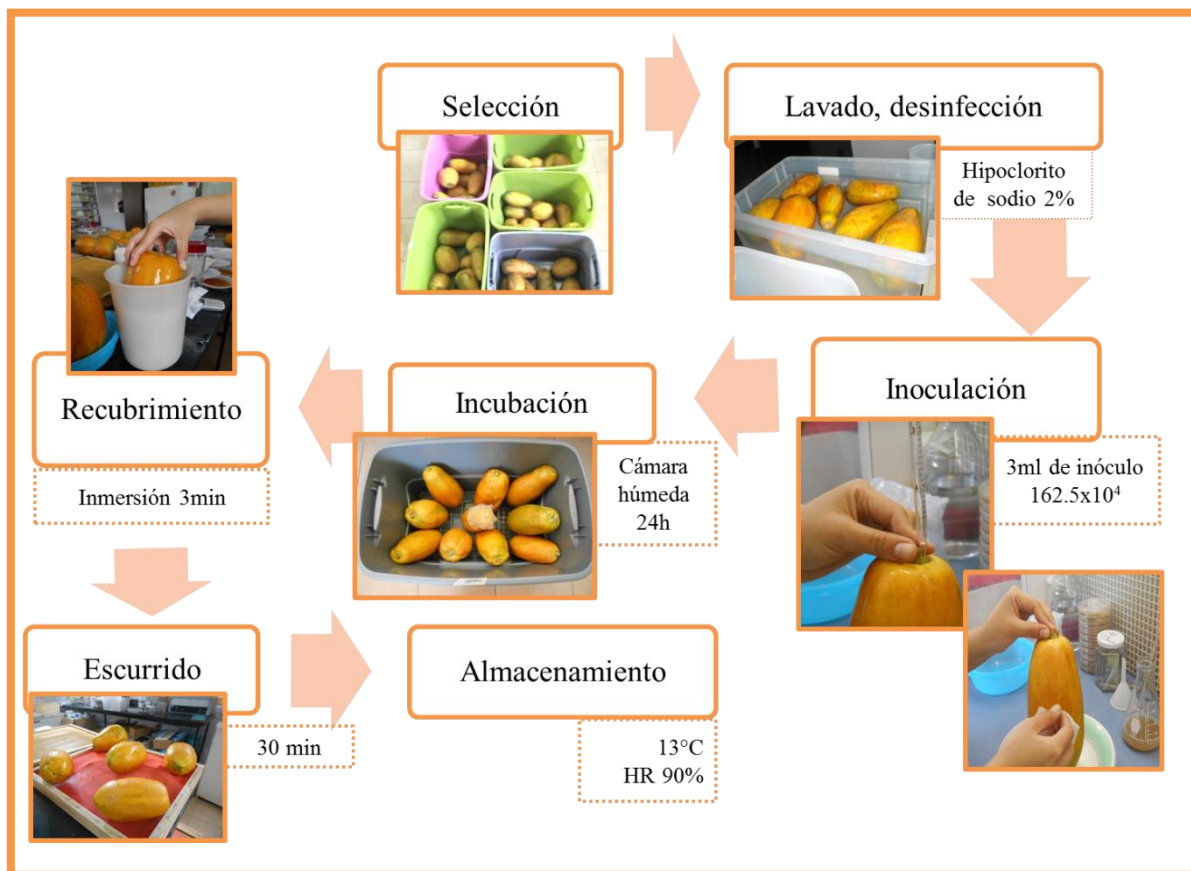 Selección
Lavado, desinfección
Hipoclorito
de sodio 2%
Inoculación
3ml de inóculo
162.5x10⁴
Incubación
Cámara
húmeda
24h
Recubrimiento
Inmersión 3min
Escurrido
30 min
Almacenamiento
13°C
HR 90%